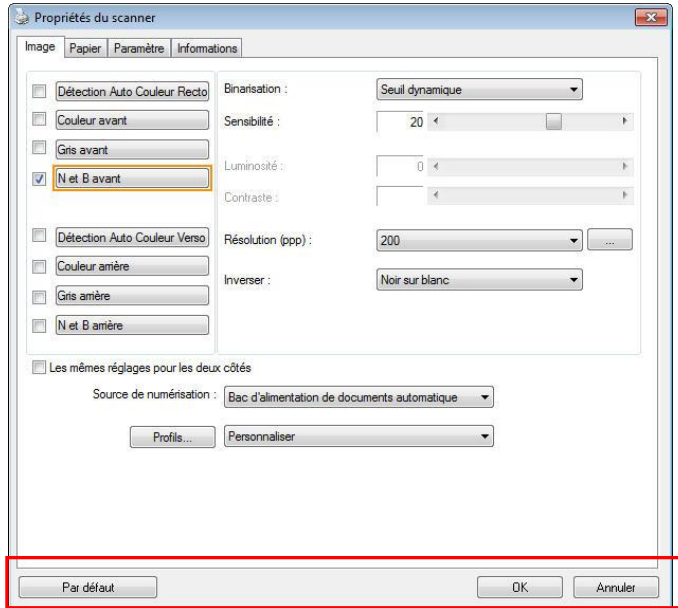 Propriétés du scanner
Image Papier Paramètre Informations
Détection Auto Couleur Recto
Couleur avant
Gris avant
N et B avant
Détection Auto Couleur Verso
Couleur arrière
Gris arrière
N et B arrière
Binarisation : Seuil dynamique
Sensibilité : 20
Luminosité : 0
Contraste :
Résolution (ppp) : 200 ...
Inverser : Noir sur blanc
Les mêmes réglages pour les deux côtés
Source de numérisation : Bac d'alimentation de documents automatique
Profils... Personnaliser
Par défaut OK Annuler